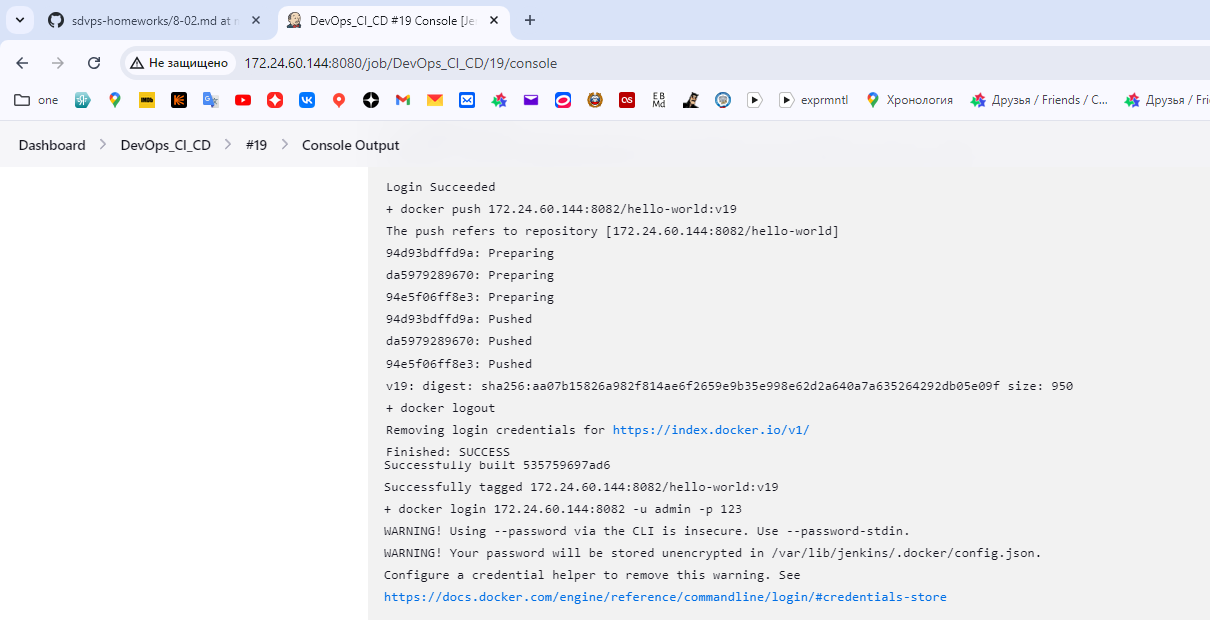 sdvps-homeworks/8-02.md at
DevOps_CI_CD #19 Console [Je
Не защищено
172.24.60.144:8080/job/DevOps_CI_CD/19/console
one
IMDb
OS
EB
Md
exprmntl
Хронология
Друзья / Friends / C...
Друзья / Fri
Dashboard
DevOps_CI_CD
#19
Console Output
Login Succeeded
+ docker push 172.24.60.144:8082/hello-world:v19
The push refers to repository [172.24.60.144:8082/hello-world]
94d93bdffd9a: Preparing
da5979289670: Preparing
94e5f06ff8e3: Preparing
94d93bdffd9a: Pushed
da5979289670: Pushed
94e5f06ff8e3: Pushed
v19: digest: sha256:aa07b15826a982f814ae6f2659e9b35e998e62d2a640a7a635264292db05e09f size: 950
+ docker logout
Removing login credentials for https://index.docker.io/v1/
Finished: SUCCESS
Successfully built 535759697ad6
Successfully tagged 172.24.60.144:8082/hello-world:v19
+ docker login 172.24.60.144:8082 -u admin -p 123
WARNING! Using --password via the CLI is insecure. Use --password-stdin.
WARNING! Your password will be stored unencrypted in /var/lib/jenkins/.docker/config.json.
Configure a credential helper to remove this warning. See
https://docs.docker.com/engine/reference/commandline/login/#credentials-store